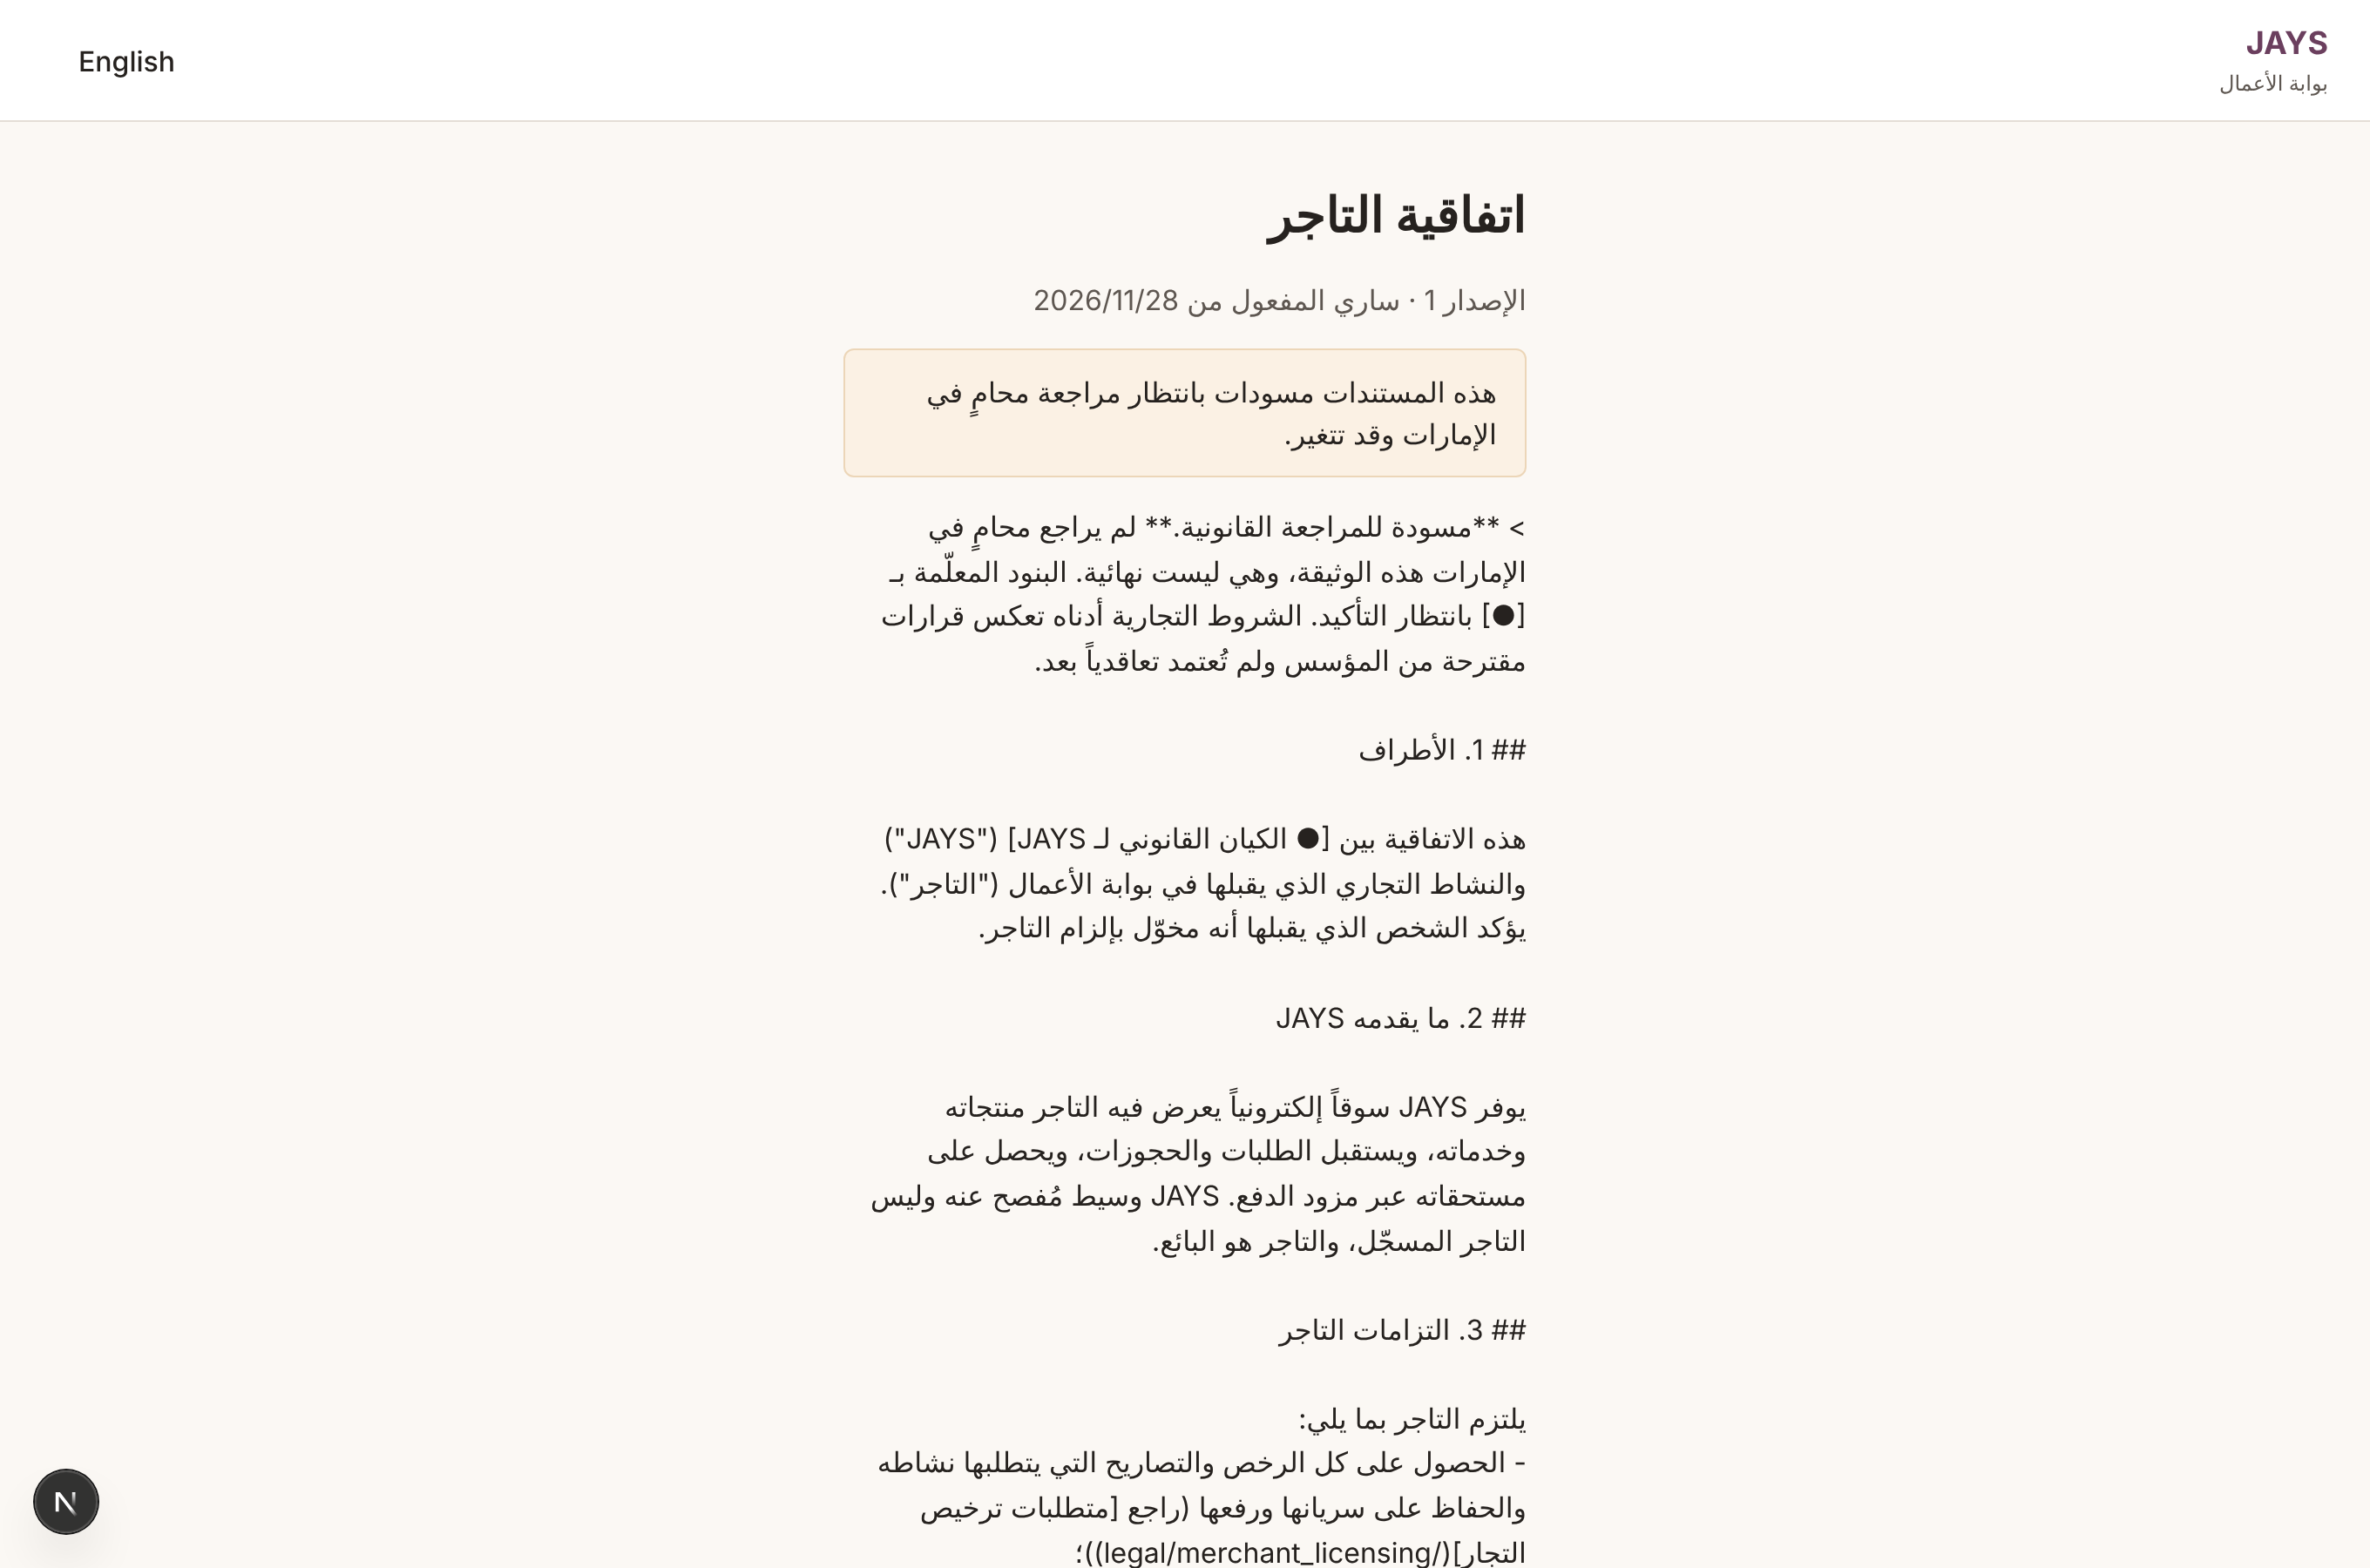 JAYS
بوابة الأعمال
English
اتفاقية التاجر
الإصدار 1 · ساري المفعول من 2026/11/28
هذه المستندات مسودات بانتظار مراجعة محامٍ في
الإمارات وقد تتغير.
> **مسودة للمراجعة القانونية.** لم يراجع محامٍ في
الإمارات هذه الوثيقة، وهي ليست نهائية. البنود المعلّمة بـ
[●] بانتظار التأكيد. الشروط التجارية أدناه تعكس قرارات
مقترحة من المؤسس ولم تُعتمد تعاقدياً بعد.
## 1. الأطراف
هذه الاتفاقية بين [● الكيان القانوني لـ JAYS] ("JAYS")
والنشاط التجاري الذي يقبلها في بوابة الأعمال ("التاجر").
يؤكد الشخص الذي يقبلها أنه مخوّل بإلزام التاجر.
## 2. ما يقدمه JAYS
يوفر JAYS سوقاً إلكترونياً يعرض فيه التاجر منتجاته
وخدماته، ويستقبل الطلبات والحجوزات، ويحصل على
مستحقاته عبر مزود الدفع. JAYS وسيط مُفصح عنه وليس
التاجر المسجّل، والتاجر هو البائع.
## 3. التزامات التاجر
يلتزم التاجر بما يلي:
- الحصول على كل الرخص والتصاريح التي يتطلبها نشاطه
والحفاظ على سريانها ورفعها (راجع [متطلبات ترخيص
التجار](/legal/merchant_licensing))؛
N